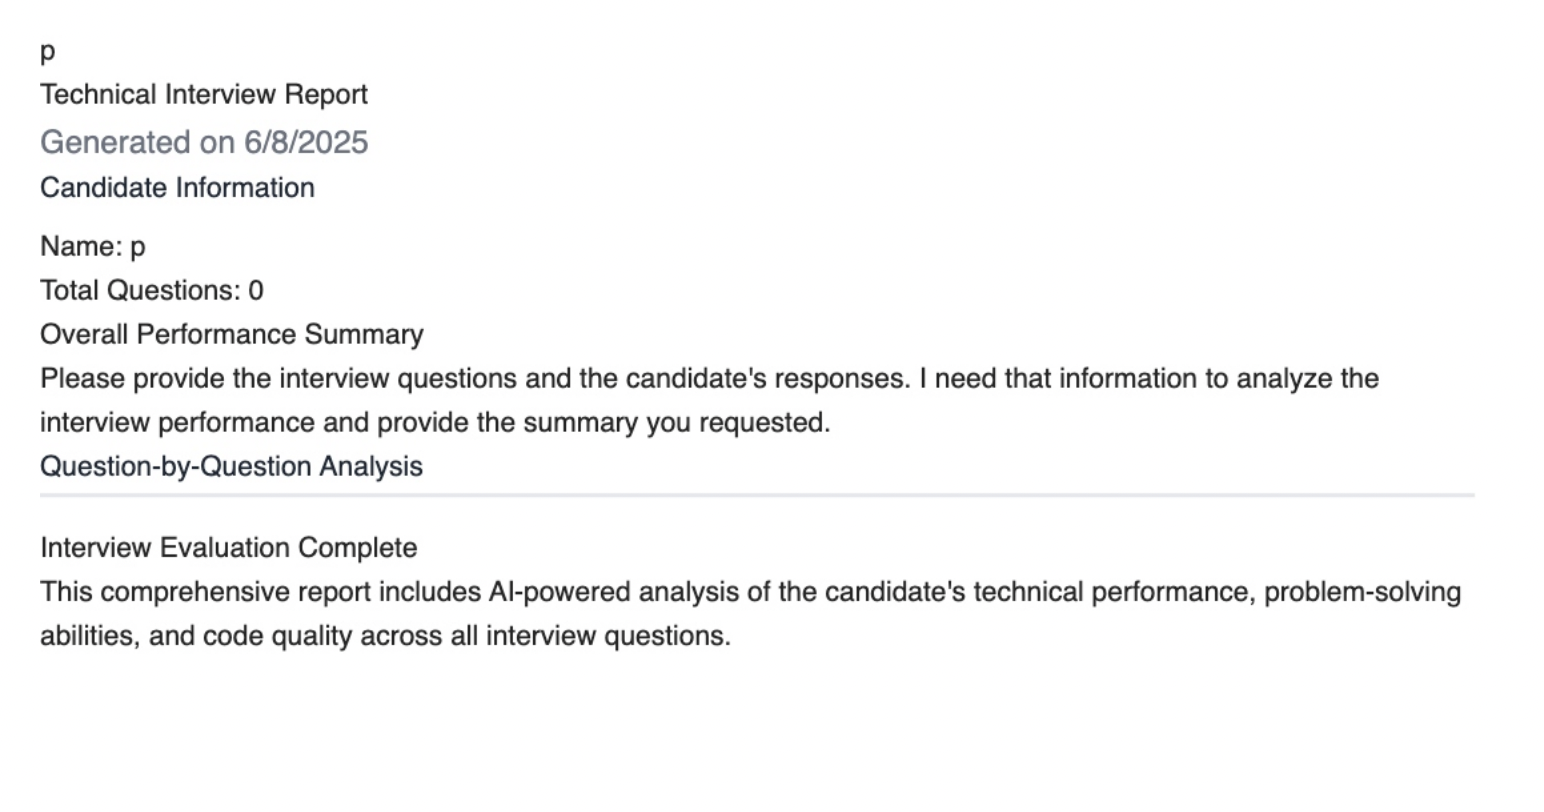 p
Technical Interview Report
Generated on 6/8/2025
Candidate Information
Name: p
Total Questions: 0
Overall Performance Summary
Please provide the interview questions and the candidate's responses. I need that information to analyze the
interview performance and provide the summary you requested.
Question-by-Question Analysis
Interview Evaluation Complete
This comprehensive report includes AI-powered analysis of the candidate's technical performance, problem-solving
abilities, and code quality across all interview questions.